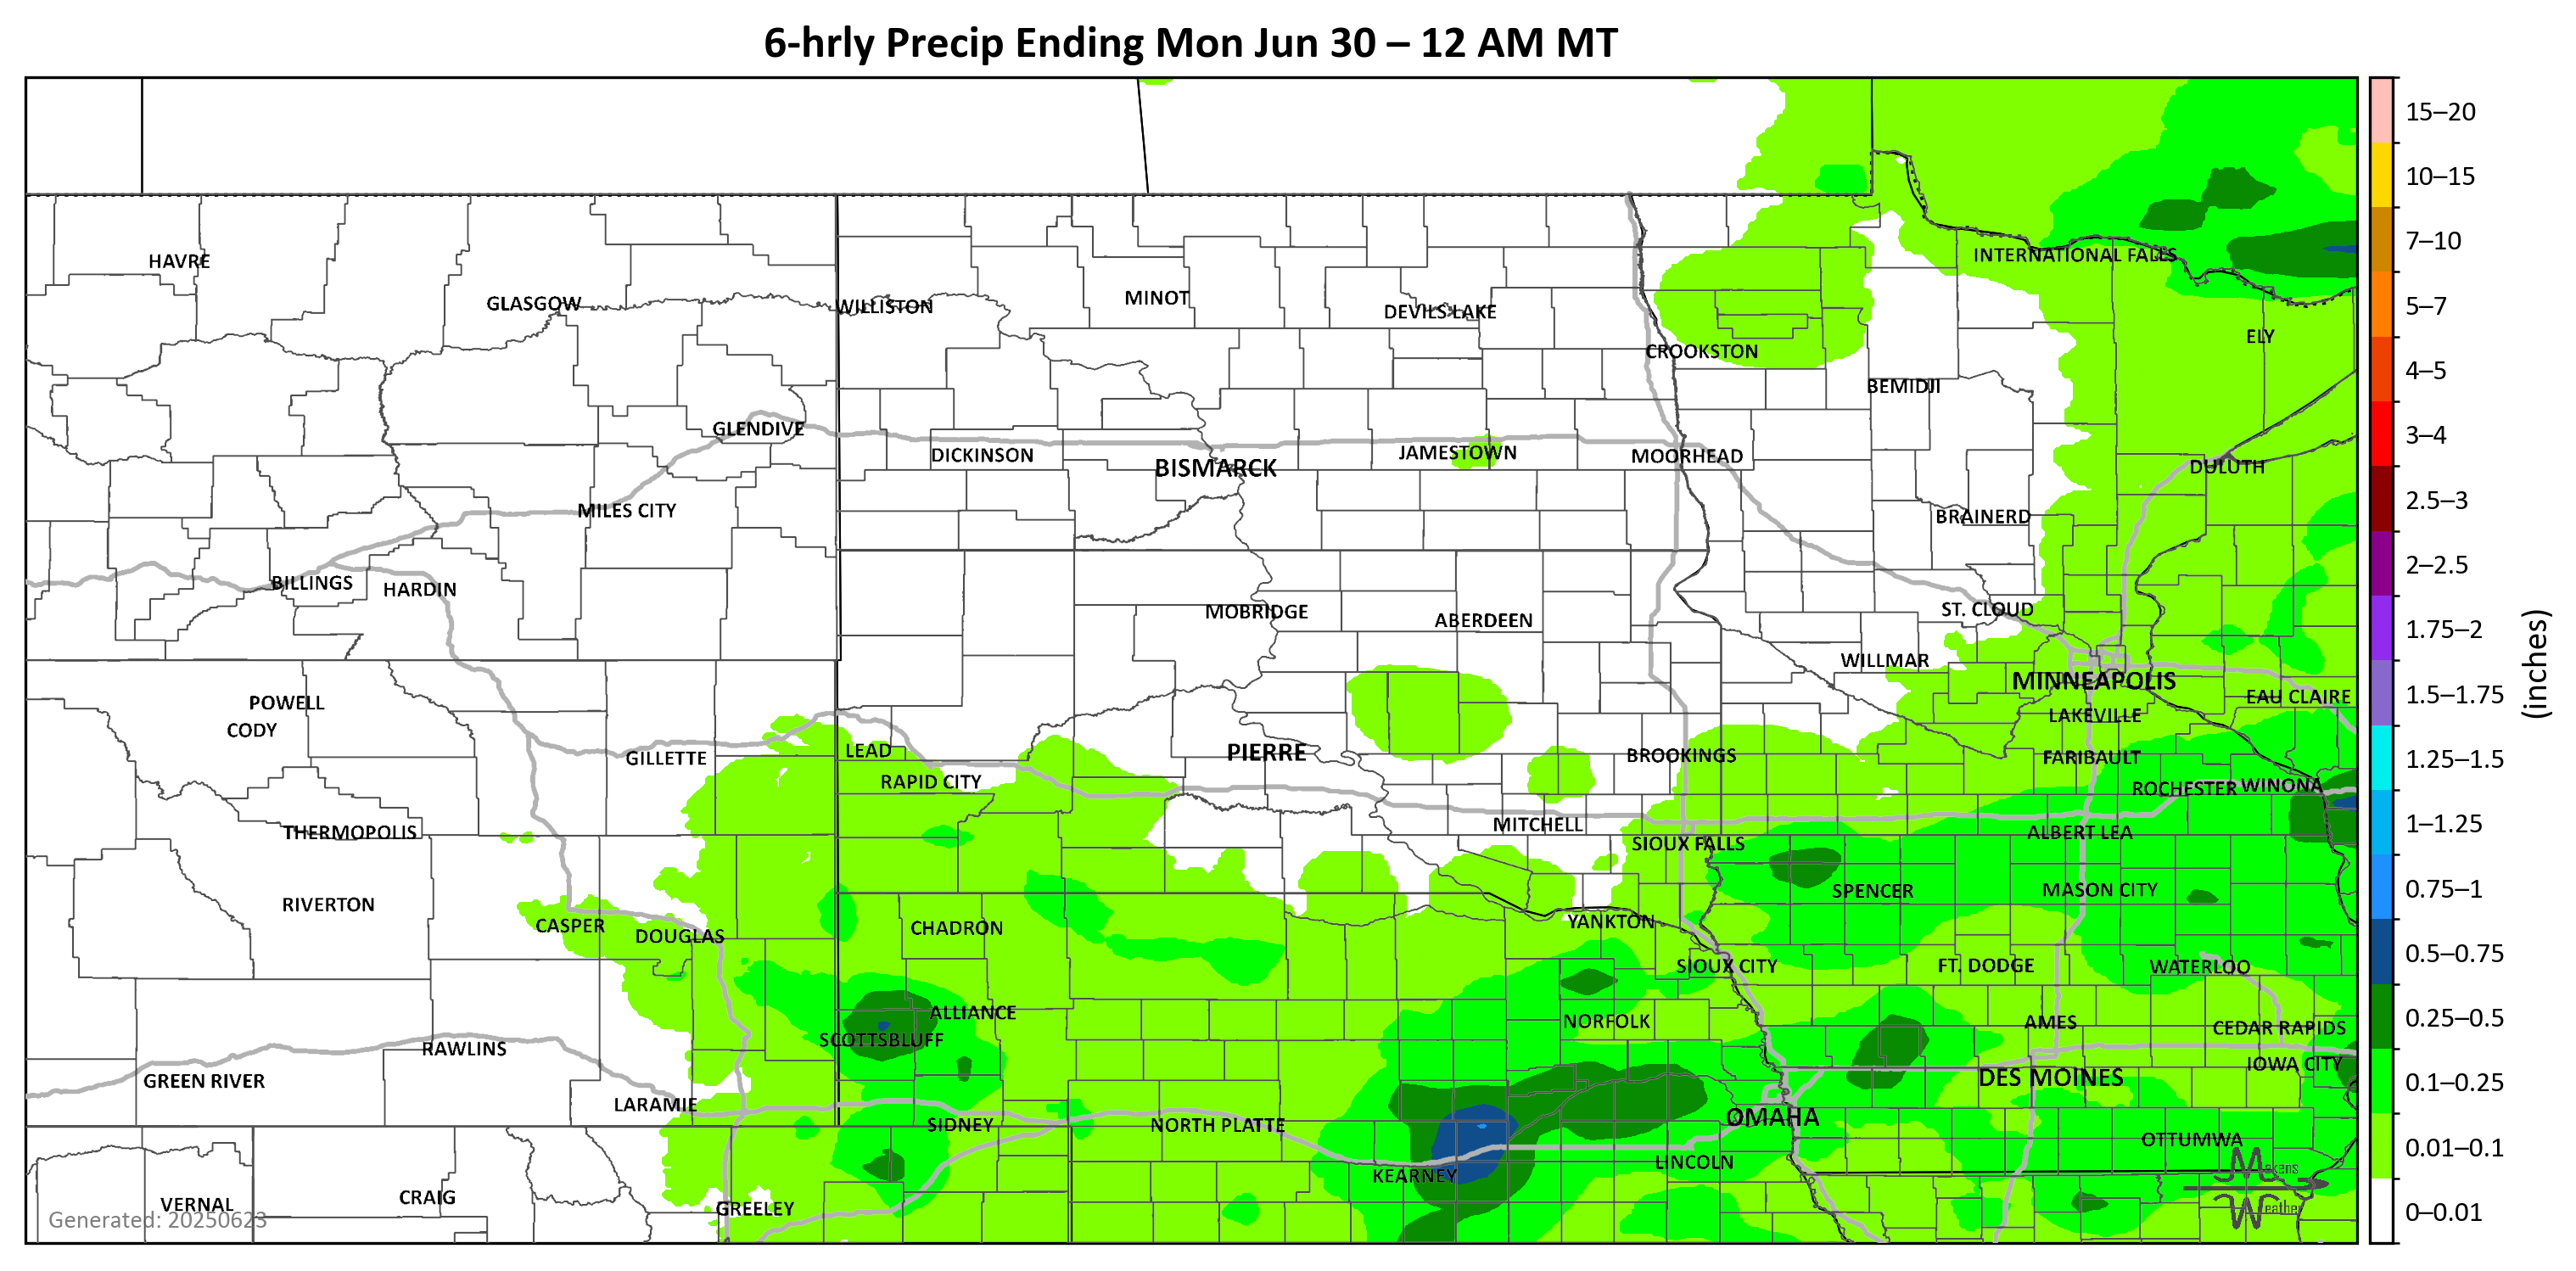 6-hrly Precip Ending Mon Jun 30 – 12 AM MT
15–20
10–15
HAVRE
7–10
INTERNATIONAL FALLS
GLASGOW
WILLISTON
MINOT
DEVILS LAKE
5–7
ELY
CROOKSTON
4–5
BEMIDJI
GLENDIVE
3–4
DICKINSON
BISMARCK
JAMESTOWN
MOORHEAD
DULUTH
2.5–3
MILES CITY
BRAINERD
2–2.5
BILLINGS
HARDIN
MOBRIDGE
ABERDEEN
ST. CLOUD
1.75–2
WILLMAR
MINNEAPOLIS
(inches)
1.5–1.75
POWELL
EAU CLAIRE
CODY
LAKEVILLE
GILLETTE
LEAD
PIERRE
BROOKINGS
FARIBAULT
1.25–1.5
RAPID CITY
ROCHESTER
WINONA
THERMOPOLIS
MITCHELL
ALBERT LEA
1–1.25
SIOUX FALLS
SPENCER
MASON CITY
0.75–1
RIVERTON
CASPER
DOUGLAS
CHADRON
YANKTON
SIOUX CITY
FT. DODGE
WATERLOO
0.5–0.75
ALLIANCE
NORFOLK
AMES
CEDAR RAPIDS
0.25–0.5
SCOTTSBLUFF
RAWLINS
IOWA CITY
GREEN RIVER
DES MOINES
0.1–0.25
LARAMIE
SIDNEY
NORTH PLATTE
OMAHA
OTTUMWA
0.01–0.1
KEARNEY
LINCOLN
VERNAL
CRAIG
GREELEY
Generated: 20250623
0–0.01